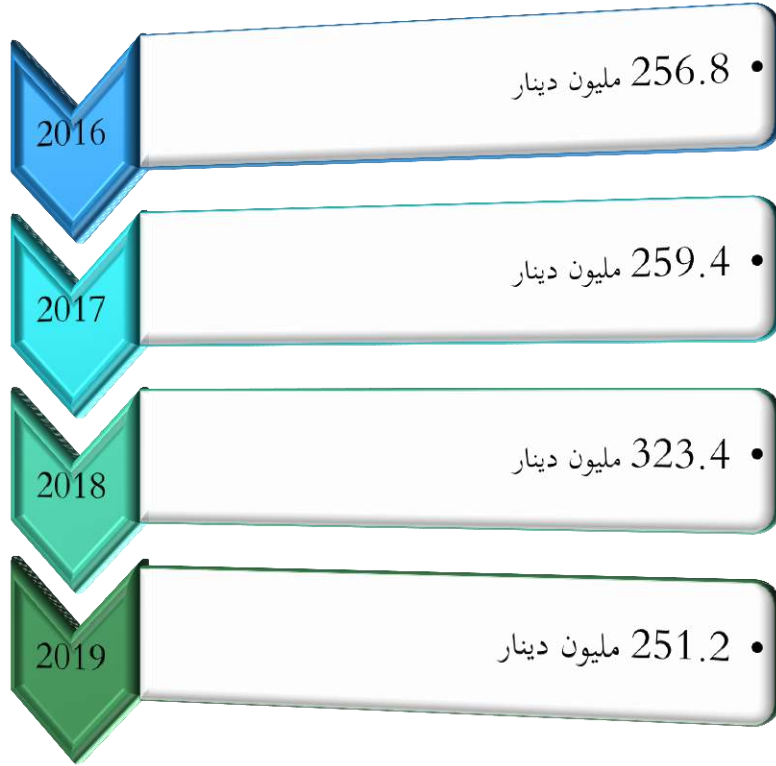 2016
• 256.8 مليون دينار
2017
• 259.4 مليون دينار
2018
• 323.4 مليون دينار
2019
• 251.2 مليون دينار